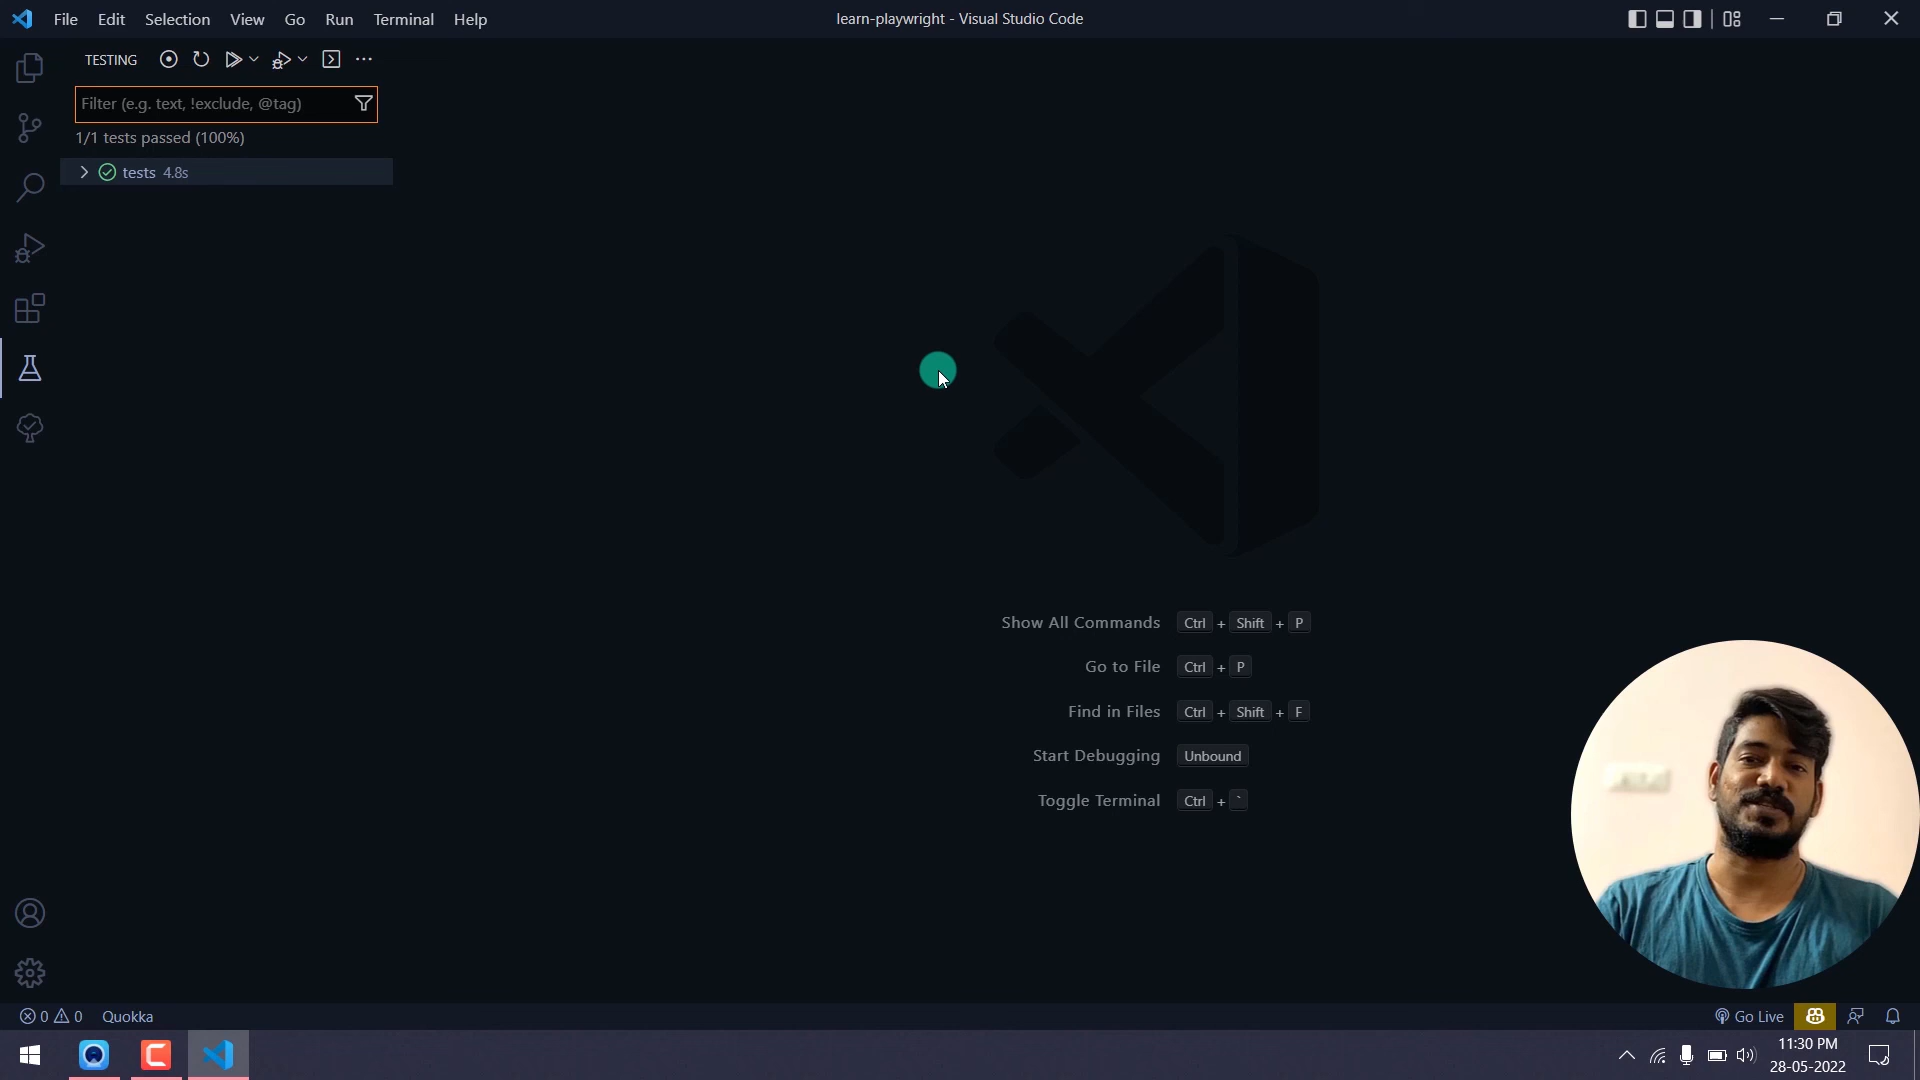 File Edit Selection View Go Run Terminal Help
learn-playwright - Visual Studio Code
TESTING
Filter (e.g. text, !exclude, @tag)
1/1 tests passed (100%)
tests 4.8s
Show All Commands Ctrl + Shift + P
Go to File Ctrl + P
Find in Files Ctrl + Shift + F
Start Debugging Unbound
Toggle Terminal Ctrl + `
0 0 Quokka
Go Live
11:30 PM
28-05-2022